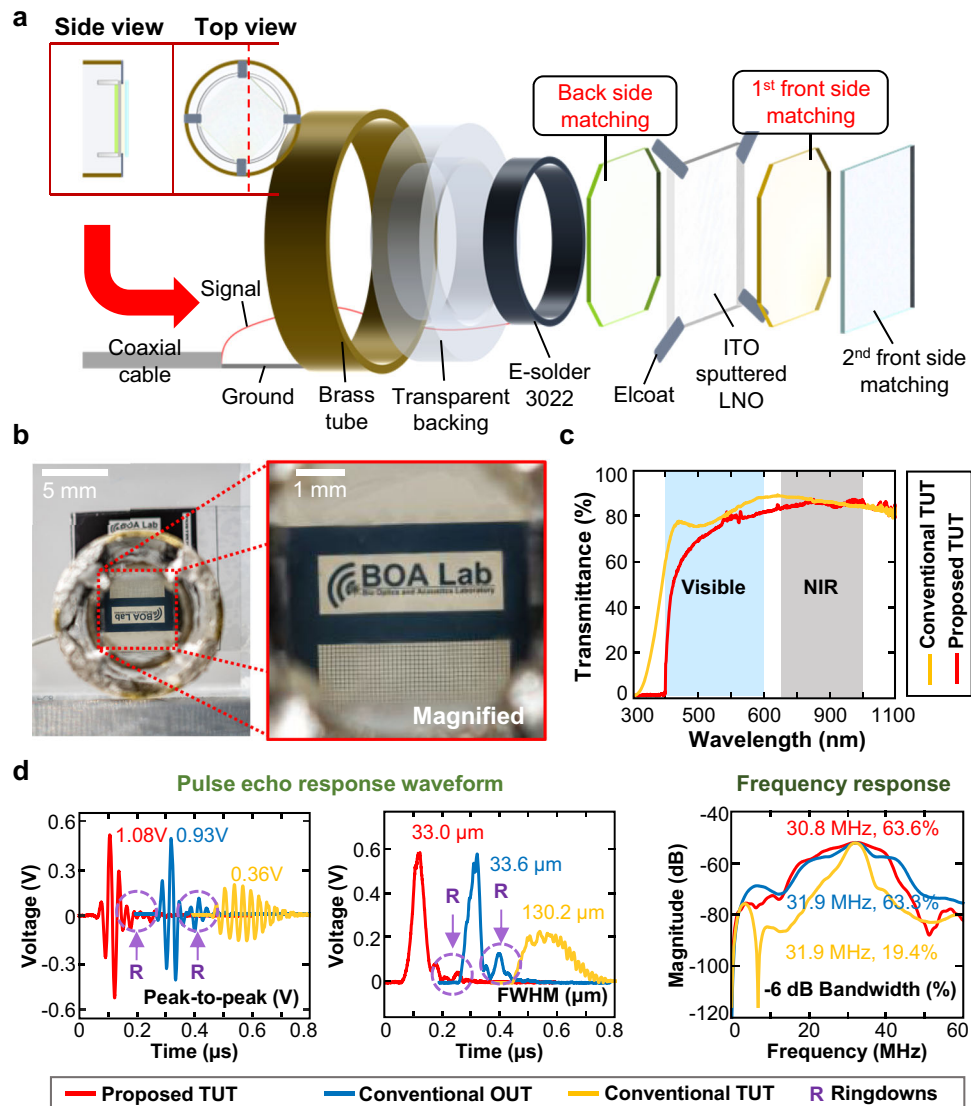 a
Side view
Top view
Back side
matching
1st front side
matching
Signal
Coaxial
cable
Ground
Brass
tube
Transparent
backing
E-solder
3022
Elcoat
ITO
sputtered
LNO
2nd front side
matching
b
5 mm
BOA Lab
BOA Lab
1 mm
BOA Lab
Bio Optics and Acoustics Laboratory
Magnified
c
Transmittance (%)
100
80
60
40
20
0
Visible
NIR
300 500 600 900 1100
Wavelength (nm)
Conventional TUT
Proposed TUT
d
Pulse echo response waveform
Frequency response
Voltage (V)
0.6
0.3
0
-0.3
-0.6
1.08V
0.93V
0.36V
R
R
Peak-to-peak (V)
0 0.2 0.4 0.6 0.8
Time (µs)
Voltage (V)
0.6
0.4
0.2
0
33.0 µm
33.6 µm
130.2 µm
R
R
FWHM (µm)
0 0.2 0.4 0.6 0.8
Time (µs)
Magnitude (dB)
-40
-60
-80
-100
-120
30.8 MHz, 63.6%
31.9 MHz, 63.3%
31.9 MHz, 19.4%
-6 dB Bandwidth (%)
0 20 40 60
Frequency (MHz)
Proposed TUT
Conventional OUT
Conventional TUT
R Ringdowns